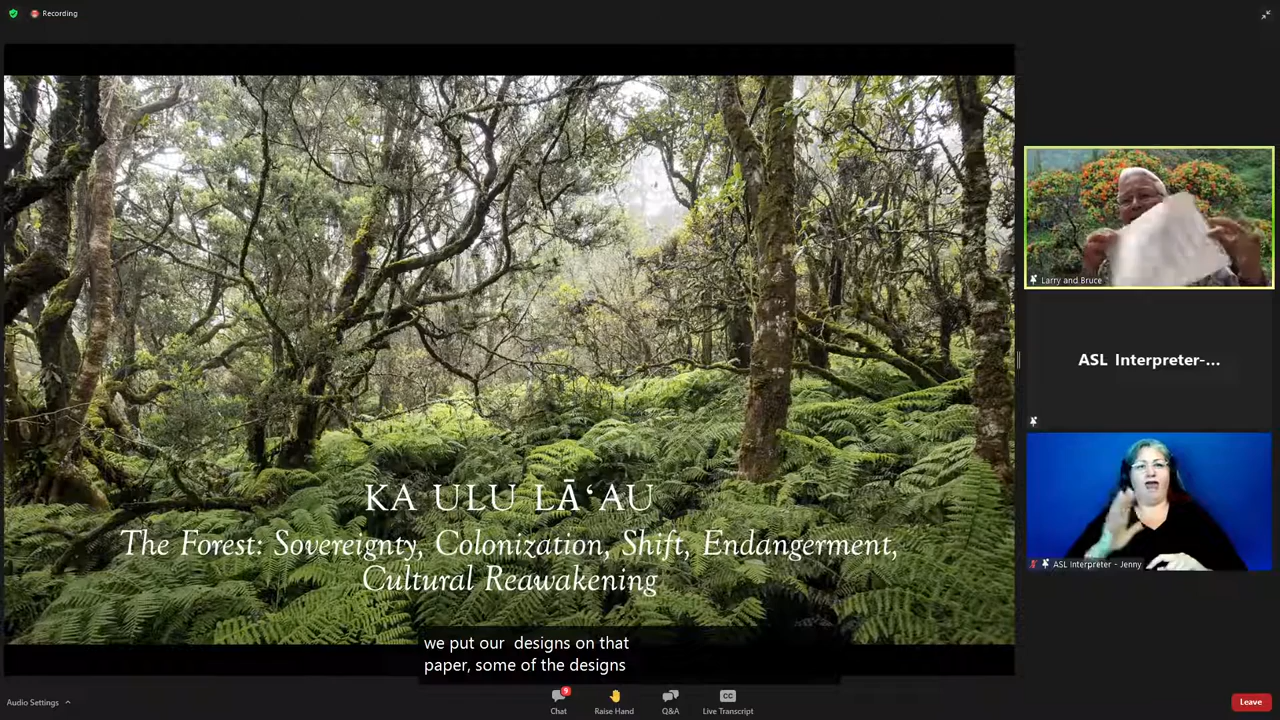 Recording
KA ULU LĀʻAU
The Forest: Sovereignty, Colonization, Shift, Endangerment,
Cultural Reawakening
we put our designs on that
paper, some of the designs
Larry and Bruce
ASL Interpreter-...
ASL Interpreter - Jenny
Audio Settings
9
Chat
Raise Hand
Q&A
CC
Live Transcript
Leave